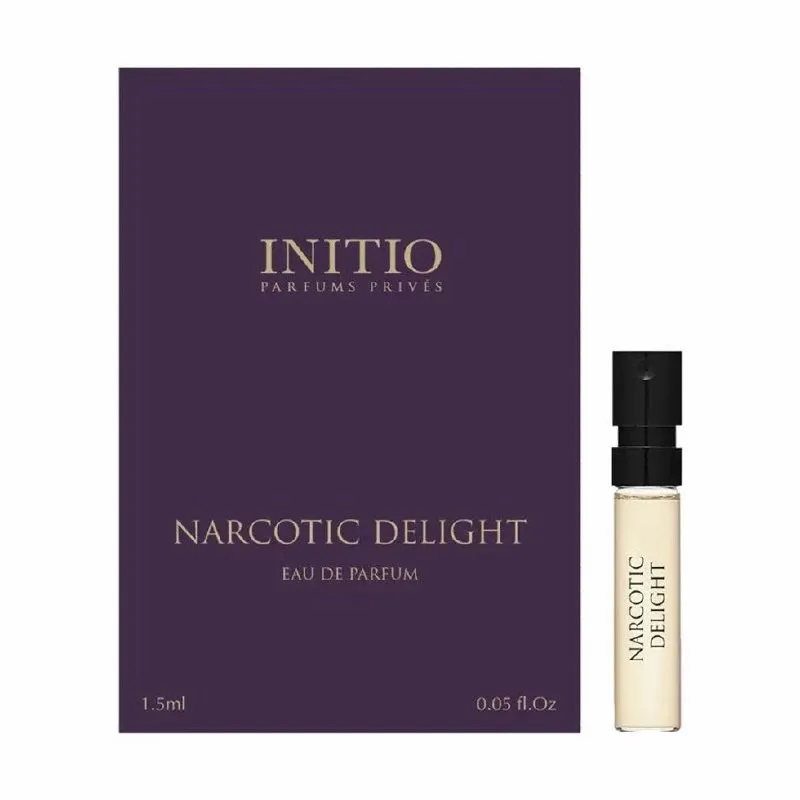 INITIO
PARFUMS PRIVÉS
NARCOTIC DELIGHT
EAU DE PARFUM
1.5ml
0.05 fl.Oz
NARCOTIC
DELIGHT